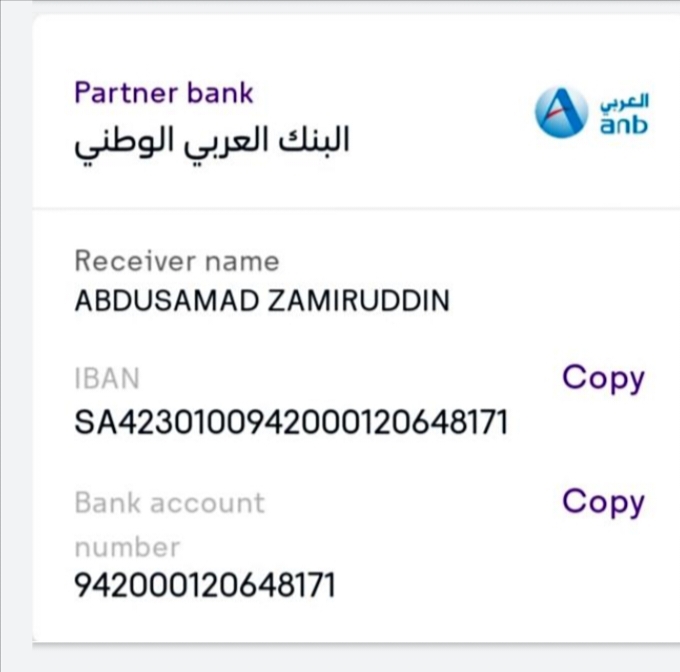 Partner bank
البنك العربي الوطني
العربي
anb
Receiver name
ABDUSAMAD ZAMIRUDDIN
IBAN
Copy
SA4230100942000120648171
Bank account
number
Copy
942000120648171